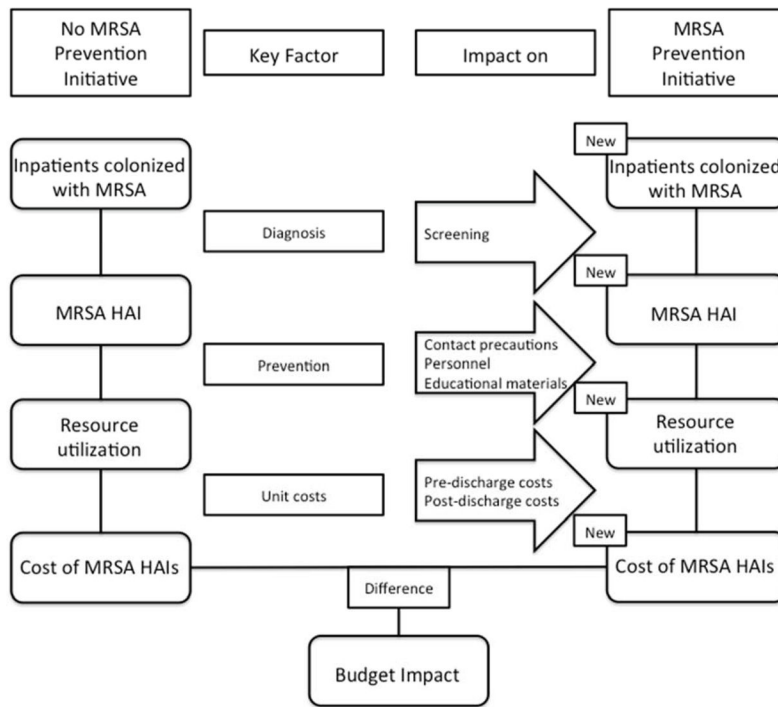 No MRSA
Prevention
Initiative
Key Factor
Impact on
MRSA
Prevention
Initiative
Inpatients colonized
with MRSA
New
Inpatients colonized
with MRSA
Diagnosis
Screening
MRSA HAI
New
MRSA HAI
Prevention
Contact precautions
Personnel
Educational materials
Resource
utilization
New
Resource
utilization
Unit costs
Pre-discharge costs
Post-discharge costs
Cost of MRSA HAIs
New
Cost of MRSA HAIs
Difference
Budget Impact